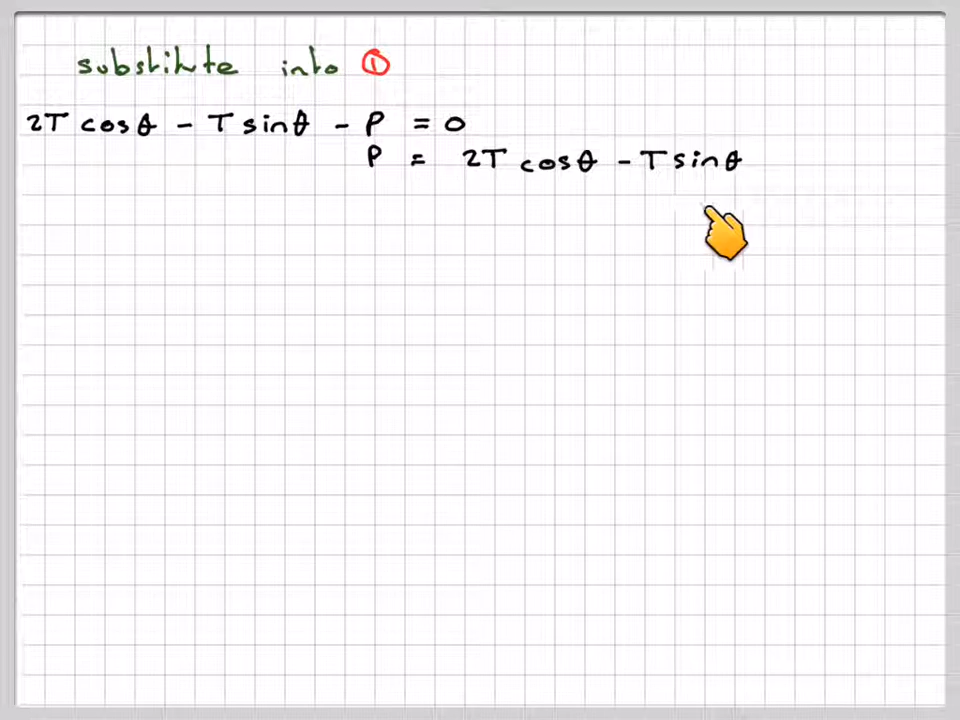 substitute into ①
2T cosθ - T sinθ - P = 0
P = 2T cosθ - T sinθ